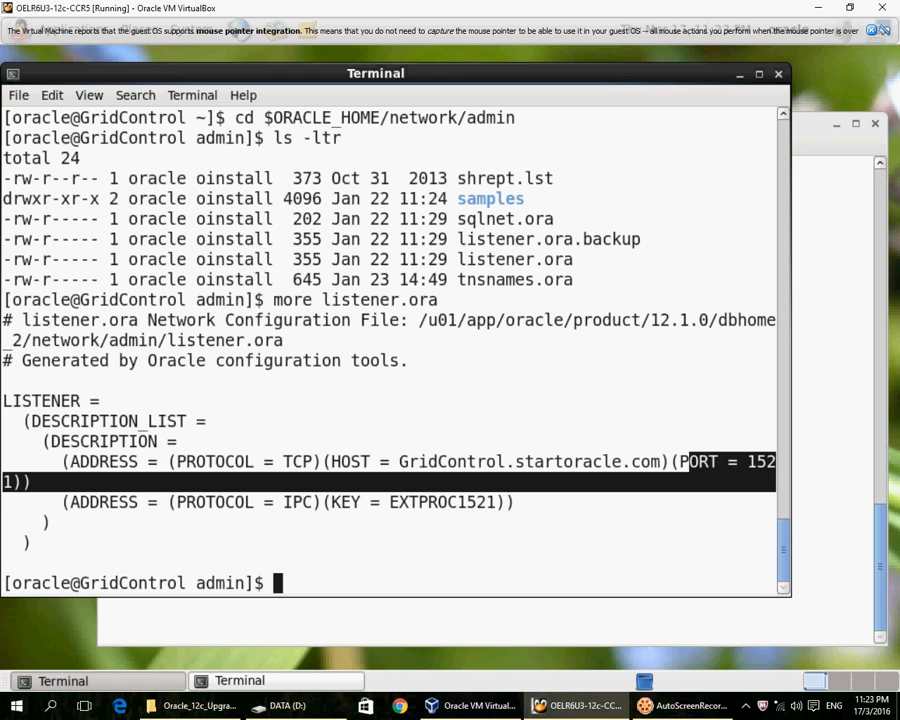 OELR6U3-12c-CCR5 [Running] - Oracle VM VirtualBox
The Virtual Machine reports that the guest OS supports mouse pointer integration. This means that you do not need to capture the mouse pointer to be able to use it in your guest OS -- all mouse actions you perform when the mouse pointer is over
Terminal
File Edit View Search Terminal Help
[oracle@GridControl ~]$ cd $ORACLE_HOME/network/admin
[oracle@GridControl admin]$ ls -ltr
total 24
-rw-r--r-- 1 oracle oinstall 373 Oct 31 2013 shrept.lst
drwxr-xr-x 2 oracle oinstall 4096 Jan 22 11:24 samples
-rw-r----- 1 oracle oinstall 202 Jan 22 11:29 sqlnet.ora
-rw-r----- 1 oracle oinstall 355 Jan 22 11:29 listener.ora.backup
-rw-r----- 1 oracle oinstall 355 Jan 22 11:29 listener.ora
-rw-r----- 1 oracle oinstall 645 Jan 23 14:49 tnsnames.ora
[oracle@GridControl admin]$ more listener.ora
# listener.ora Network Configuration File: /u01/app/oracle/product/12.1.0/dbhome
_2/network/admin/listener.ora
# Generated by Oracle configuration tools.
LISTENER =
(DESCRIPTION_LIST =
(DESCRIPTION =
(ADDRESS = (PROTOCOL = TCP)(HOST = GridControl.startoracle.com)(PORT = 152
1))
(ADDRESS = (PROTOCOL = IPC)(KEY = EXTPROC1521))
)
)
[oracle@GridControl admin]$
Terminal
Terminal
Oracle_12c_Upgra...
DATA (D:)
Oracle VM Virtual...
OELR6U3-12c-CC...
AutoScreenRecor...
ENG
11:23 PM
17/3/2016